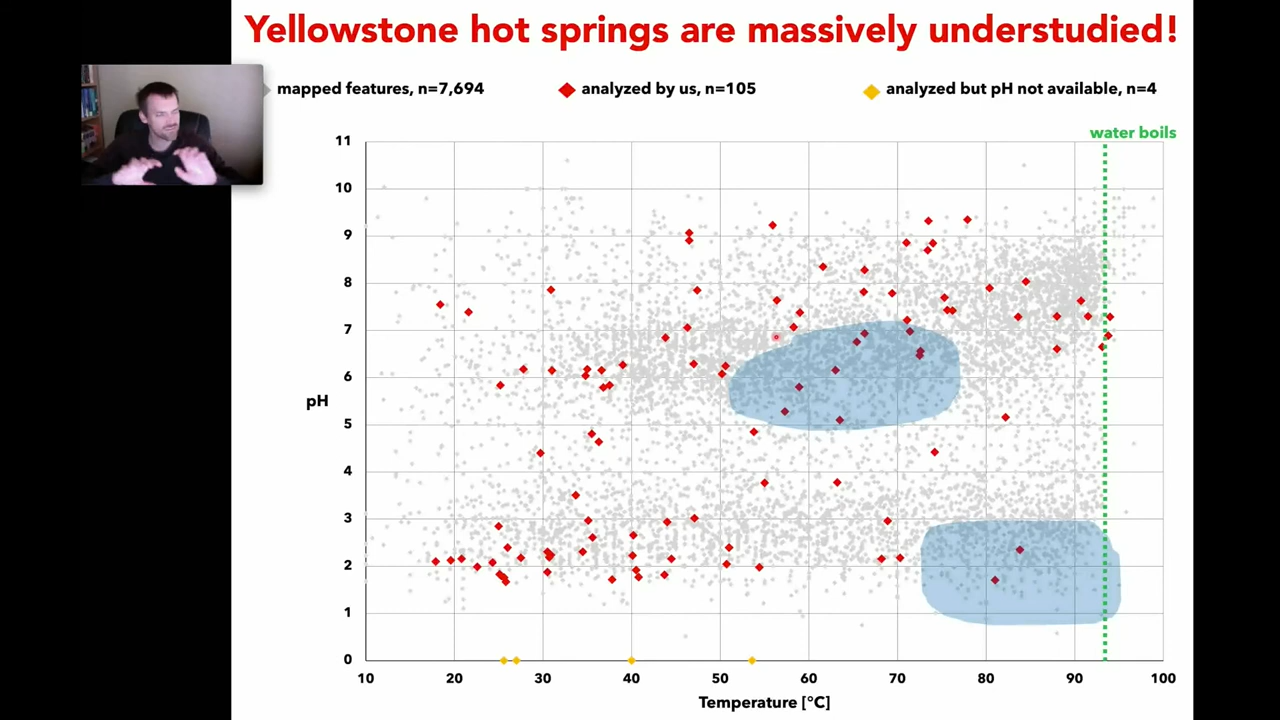 Yellowstone hot springs are massively understudied!
mapped features, n=7,694
analyzed by us, n=105
analyzed but pH not available, n=4
water boils
11
10
9
8
7
6
5
4
3
2
1
0
pH
10 20 30 40 50 60 70 80 90 100
Temperature [°C]